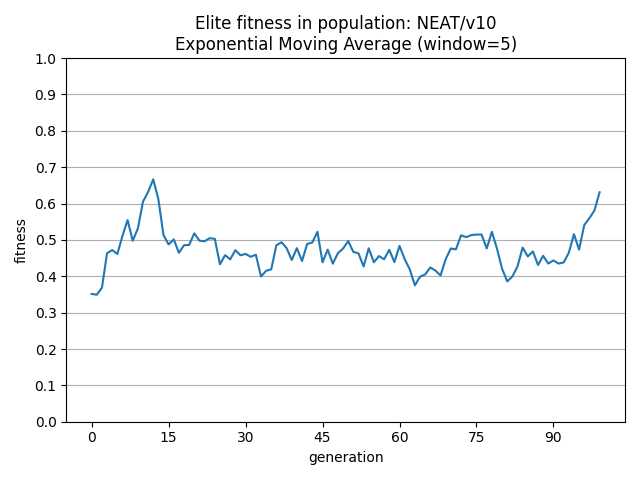 Elite fitness in population: NEAT/v10
Exponential Moving Average (window=5)
1.0
0.9
0.8
0.7
0.6
0.5
0.4
0.3
0.2
0.1
0.0
fitness
0 15 30 45 60 75 90
generation